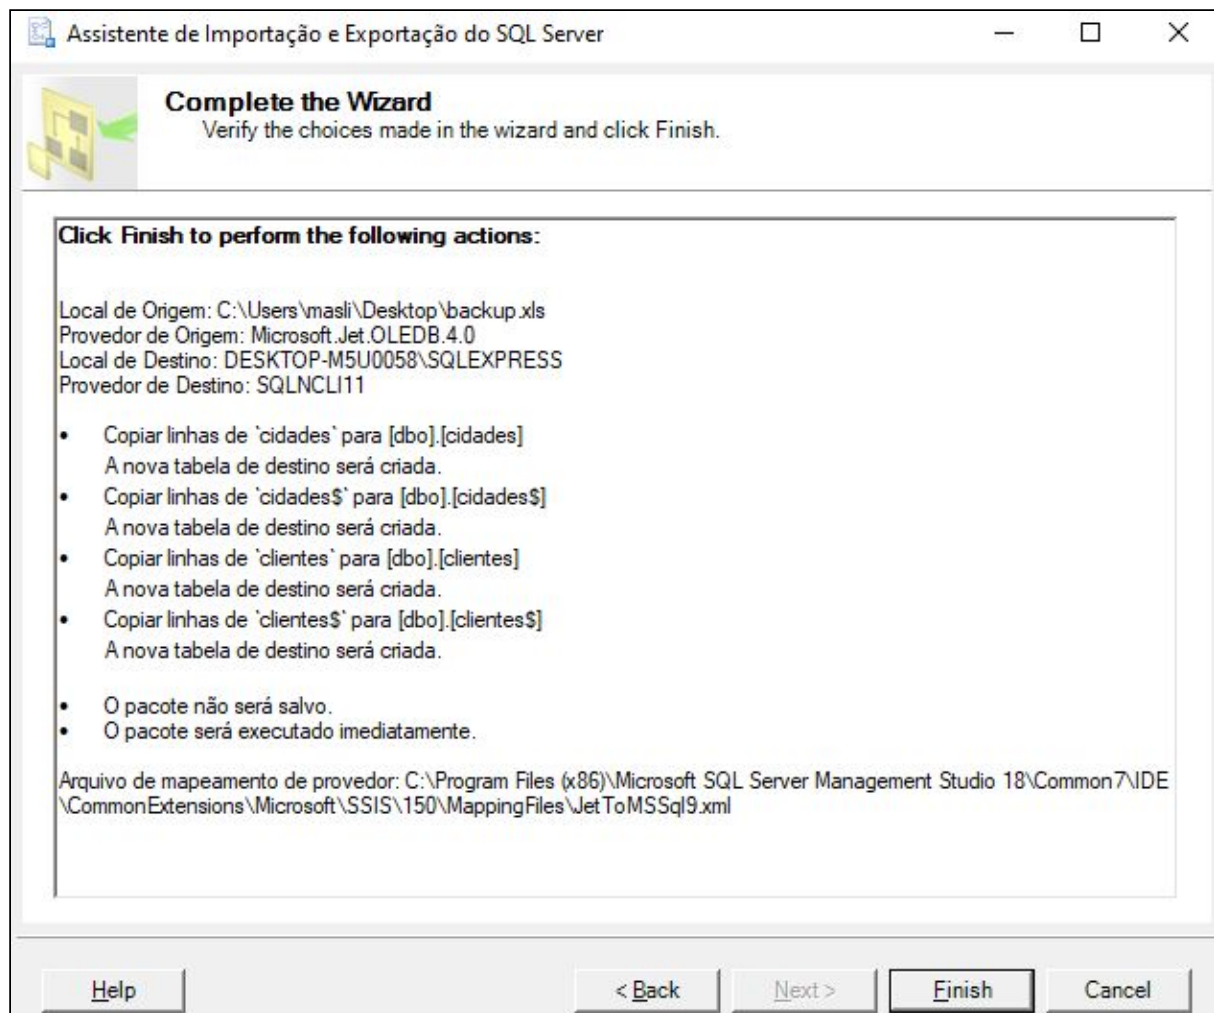 Assistente de Importação e Exportação do SQL Server
Complete the Wizard
Verify the choices made in the wizard and click Finish.
Click Finish to perform the following actions:
Local de Origem: C:\Users\masli\Desktop\backup.xls
Provedor de Origem: Microsoft.Jet.OLEDB.4.0
Local de Destino: DESKTOP-M5U0058\SQLEXPRESS
Provedor de Destino: SQLNCLI11
• Copiar linhas de `cidades` para [dbo].[cidades]
A nova tabela de destino será criada.
• Copiar linhas de `cidades$` para [dbo].[cidades$]
A nova tabela de destino será criada.
• Copiar linhas de `clientes` para [dbo].[clientes]
A nova tabela de destino será criada.
• Copiar linhas de `clientes$` para [dbo].[clientes$]
A nova tabela de destino será criada.
• O pacote não será salvo.
• O pacote será executado imediatamente.
Arquivo de mapeamento de provedor: C:\Program Files (x86)\Microsoft SQL Server Management Studio 18\Common7\IDE
\CommonExtensions\Microsoft\SSIS\150\MappingFiles\JetToMSSql9.xml
Help < Back Next > Finish Cancel